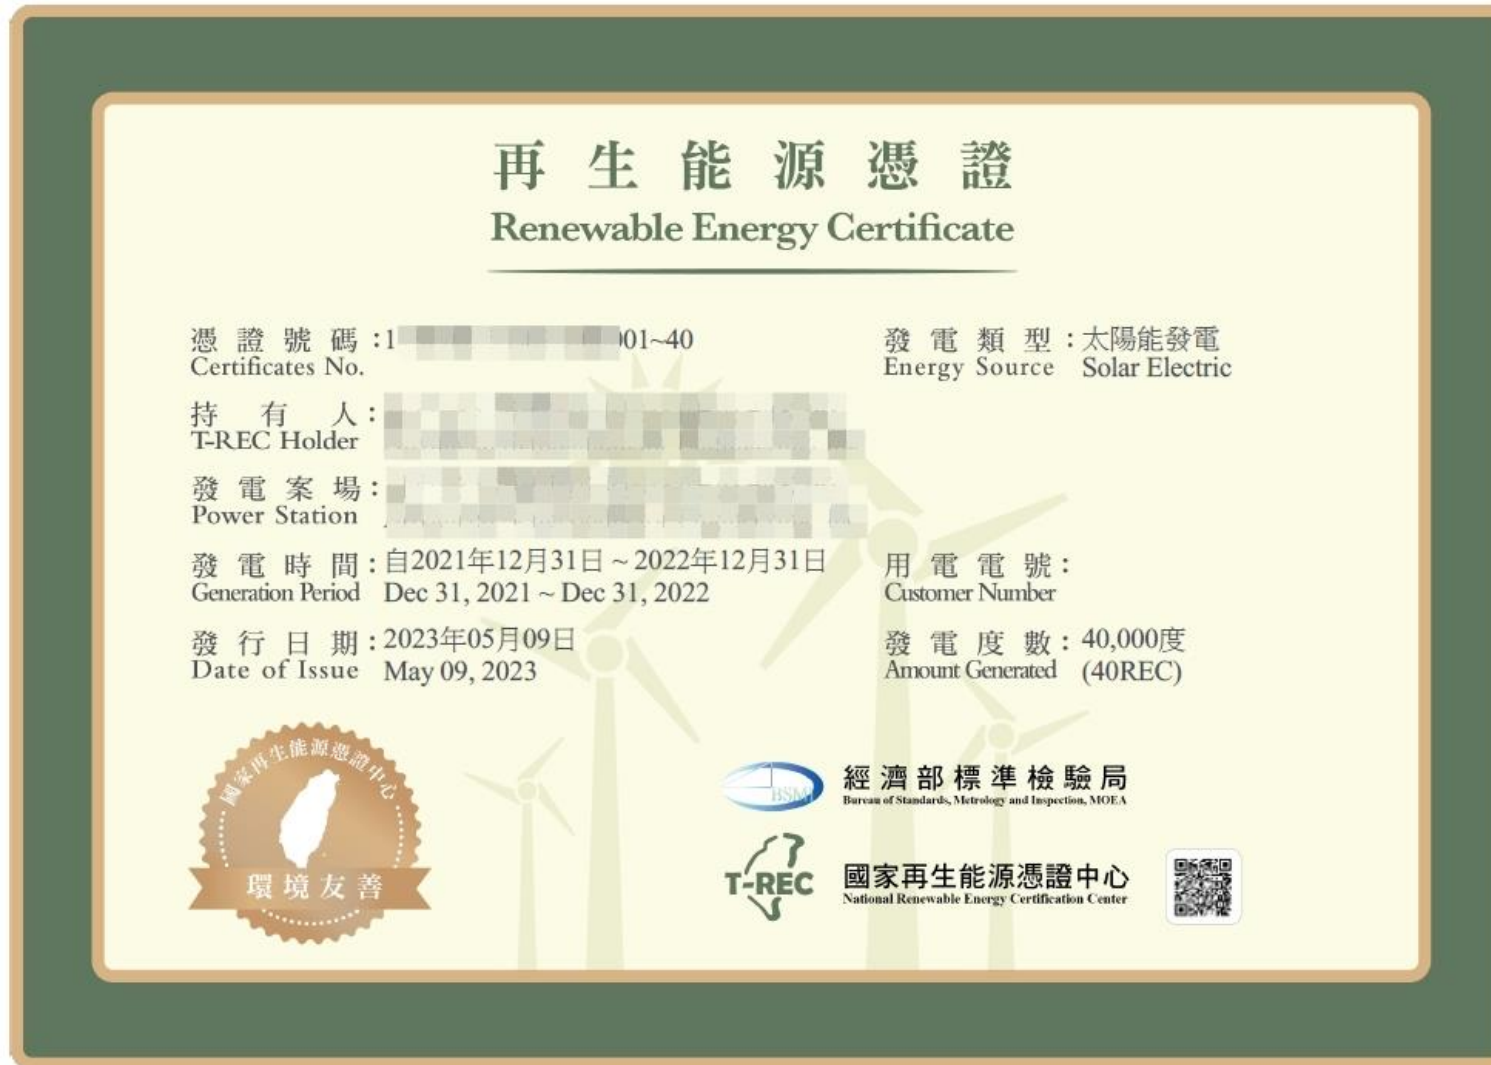 再生能源憑證
Renewable Energy Certificate
憑證號碼：1 01~40
Certificates No.
發電類型：太陽能發電
Energy Source Solar Electric
持有人：
T-REC Holder
發電案場：
Power Station
發電時間：自2021年12月31日 ~ 2022年12月31日
Generation Period Dec 31, 2021 ~ Dec 31, 2022
用電電號：
Customer Number
發行日期：2023年05月09日
Date of Issue May 09, 2023
發電度數：40,000度
Amount Generated (40REC)
國家再生能源憑證中心
環境友善
BSMI
經濟部標準檢驗局
Bureau of Standards, Metrology and Inspection, MOEA
T-REC
國家再生能源憑證中心
National Renewable Energy Certification Center